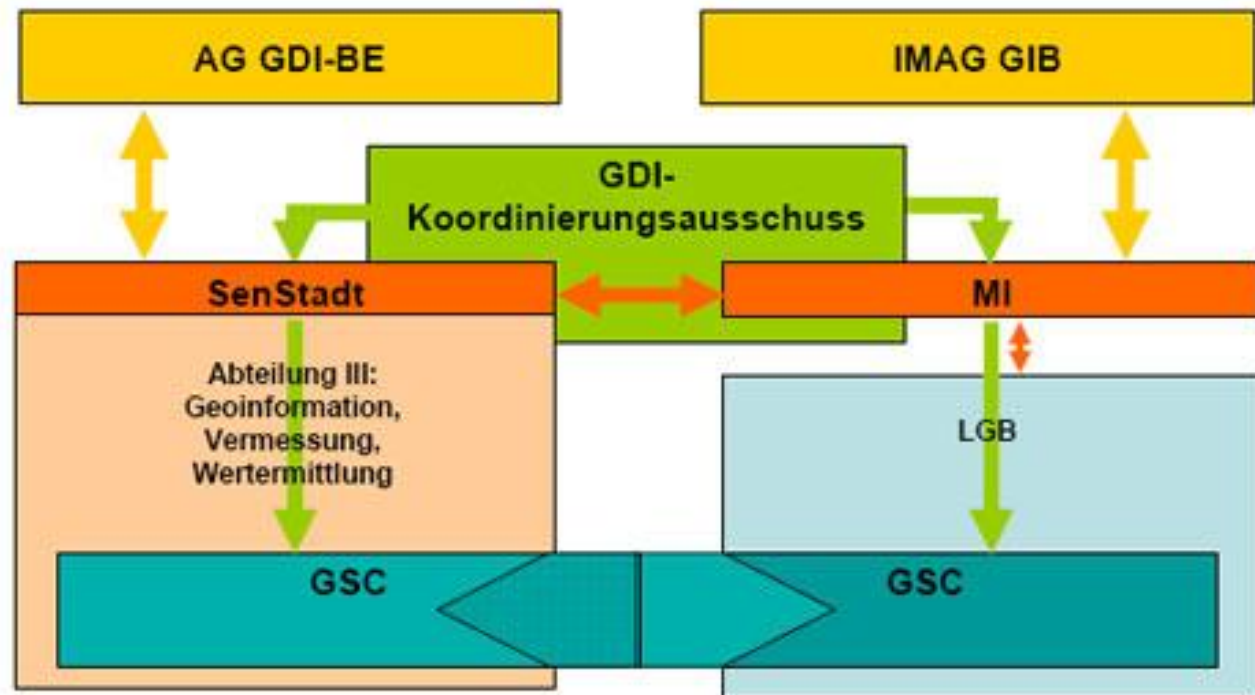 AG GDI-BE
IMAG GIB
GDI-
Koordinierungsausschuss
SenStadt
MI
Abteilung III:
Geoinformation,
Vermessung,
Wertermittlung
LGB
GSC
GSC